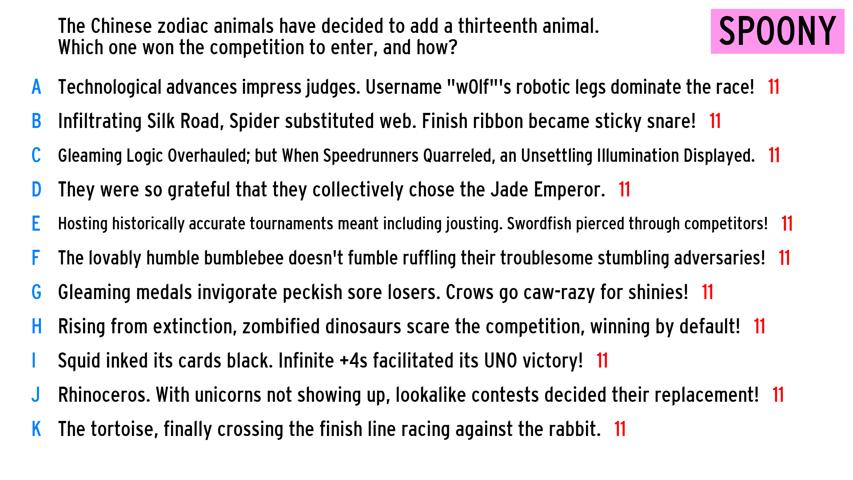 The Chinese zodiac animals have decided to add a thirteenth animal.
Which one won the competition to enter, and how?
SPOONY
A Technological advances impress judges. Username "w0lf"'s robotic legs dominate the race! 11
B Infiltrating Silk Road, Spider substituted web. Finish ribbon became sticky snare! 11
C Gleaming Logic Overhauled; but When Speedrunners Quarreled, an Unsettling Illumination Displayed. 11
D They were so grateful that they collectively chose the Jade Emperor. 11
E Hosting historically accurate tournaments meant including jousting. Swordfish pierced through competitors! 11
F The lovably humble bumblebee doesn't fumble ruffling their troublesome stumbling adversaries! 11
G Gleaming medals invigorate peckish sore losers. Crows go caw-razy for shinies! 11
H Rising from extinction, zombified dinosaurs scare the competition, winning by default! 11
I Squid inked its cards black. Infinite +4s facilitated its UNO victory! 11
J Rhinoceros. With unicorns not showing up, lookalike contests decided their replacement! 11
K The tortoise, finally crossing the finish line racing against the rabbit. 11